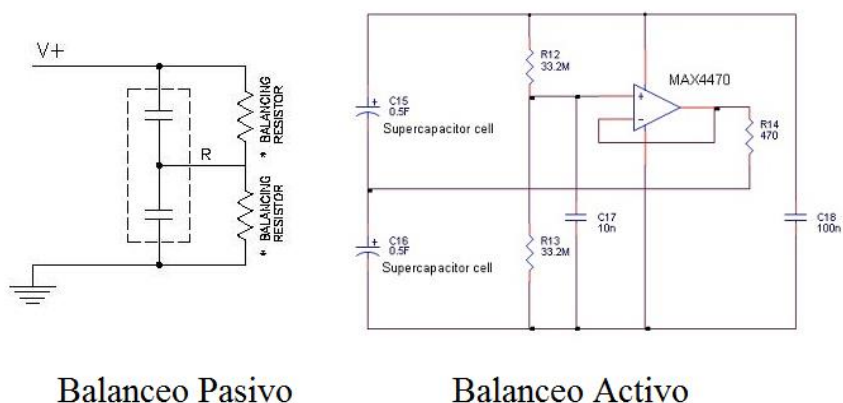 V+
R
* BALANCING
RESISTOR
* BALANCING
RESISTOR
C15
0.5F
Supercapacitor cell
C16
0.5F
Supercapacitor cell
R12
33.2M
R13
33.2M
MAX4470
+
-
R14
470
C17
10n
C18
100n
Balanceo Pasivo
Balanceo Activo